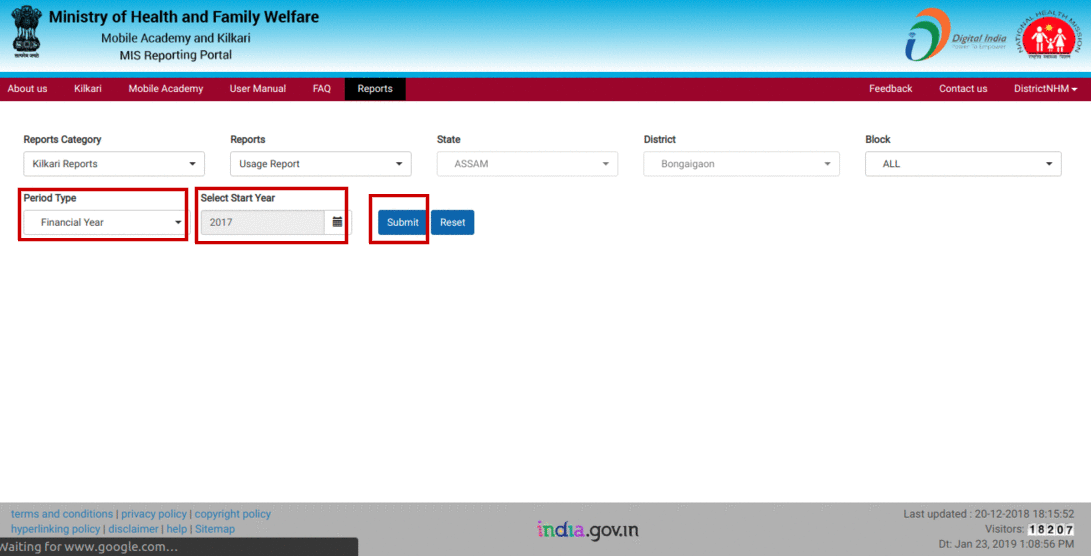 Ministry of Health and Family Welfare
Mobile Academy and Kilkari
MIS Reporting Portal
सत्यमेव जयते
Digital India
Power To Empower
NATIONAL HEALTH MISSION
About us Kilkari Mobile Academy User Manual FAQ Reports Feedback Contact us DistrictNHM
Reports Category Reports State District Block
Kilkari Reports Usage Report ASSAM Bongaigaon ALL
Period Type Select Start Year
Financial Year 2017 Submit Reset
terms and conditions | privacy policy | copyright policy
hyperlinking policy | disclaimer | help | Sitemap
india.gov.in
Last updated : 20-12-2018 18:15:52
Visitors: 18207
Dt: Jan 23, 2019 1:08:56 PM
Waiting for www.google.com...